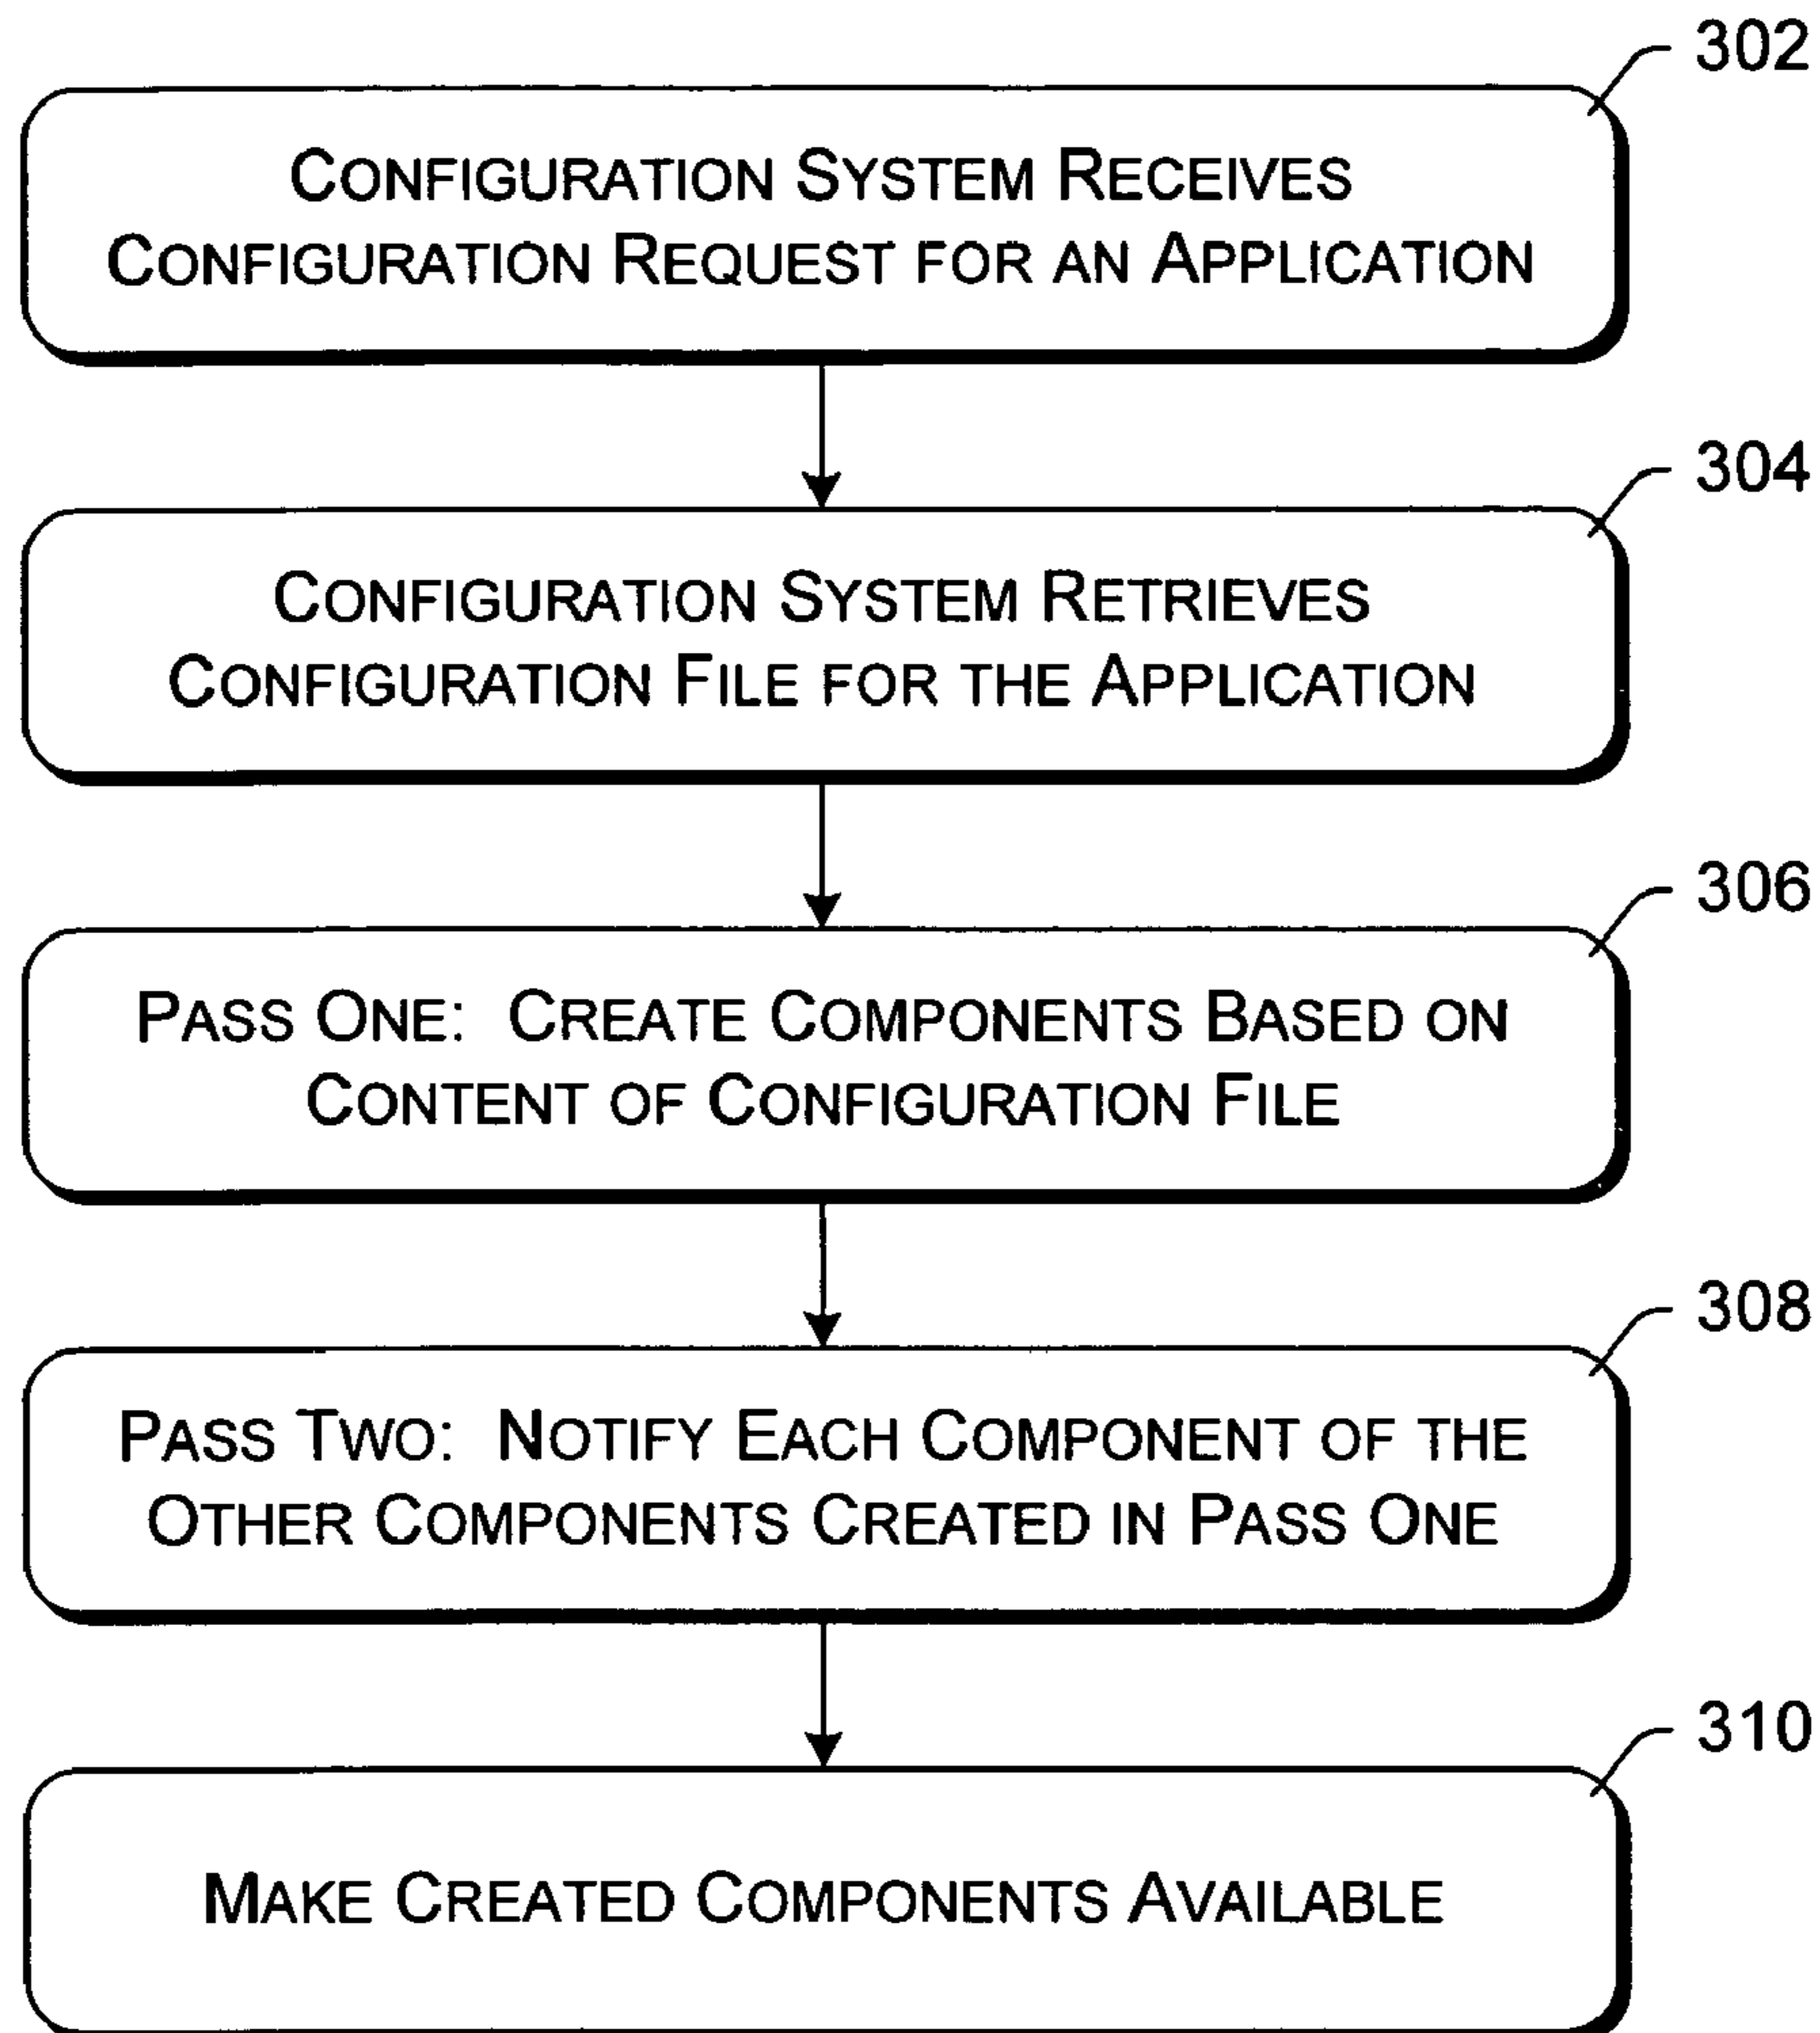 302
CONFIGURATION SYSTEM RECEIVES
CONFIGURATION REQUEST FOR AN APPLICATION
304
CONFIGURATION SYSTEM RETRIEVES
CONFIGURATION FILE FOR THE APPLICATION
306
PASS ONE: CREATE COMPONENTS BASED ON
CONTENT OF CONFIGURATION FILE
308
PASS TWO: NOTIFY EACH COMPONENT OF THE
OTHER COMPONENTS CREATED IN PASS ONE
310
MAKE CREATED COMPONENTS AVAILABLE